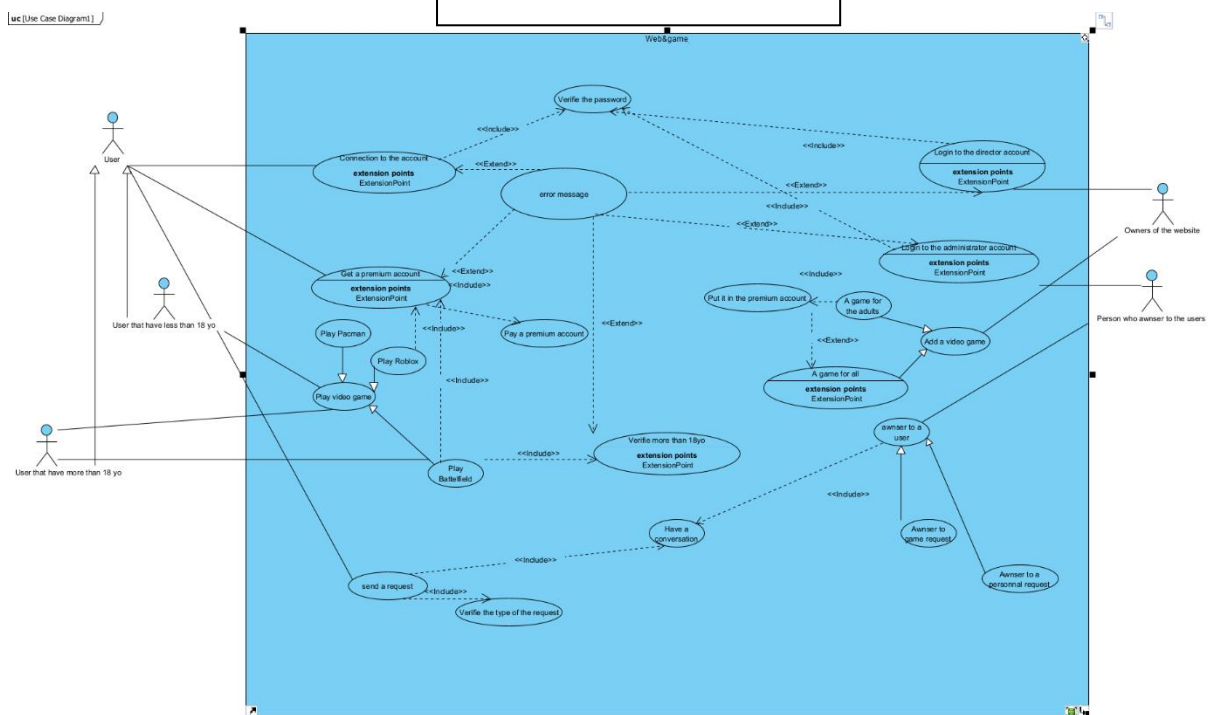 uc [Use Case Diagram1]
Web&game
Verifie the password
<<Include>>
<<Include>>
User
Connection to the account
extension points
ExtensionPoint
<<Extend>>
Login to the director account
extension points
ExtensionPoint
error message
<<Extend>>
<<Include>>
<<Extend>>
Owners of the website
Login to the administrator account
extension points
ExtensionPoint
Get a premium account
extension points
ExtensionPoint
<<Extend>>
<<Include>>
<<Include>>
Put it in the premium account
A game for
the adults
Person who awnser to the users
User that have less than 18 yo
Play Pacman
<<Include>>
Pay a premium account
<<Extend>>
<<Extend>>
Add a video game
Play Roblox
A game for all
extension points
ExtensionPoint
<<Include>>
Play video game
User that have more than 18 yo
awnser to a
user
Verifie more than 18yo
extension points
ExtensionPoint
<<Include>>
Play
Battelfield
<<Include>>
Have a
conversation
Awnser to
game request
<<Include>>
send a request
<<Include>>
Awnser to a
personnal request
Verifie the type of the request